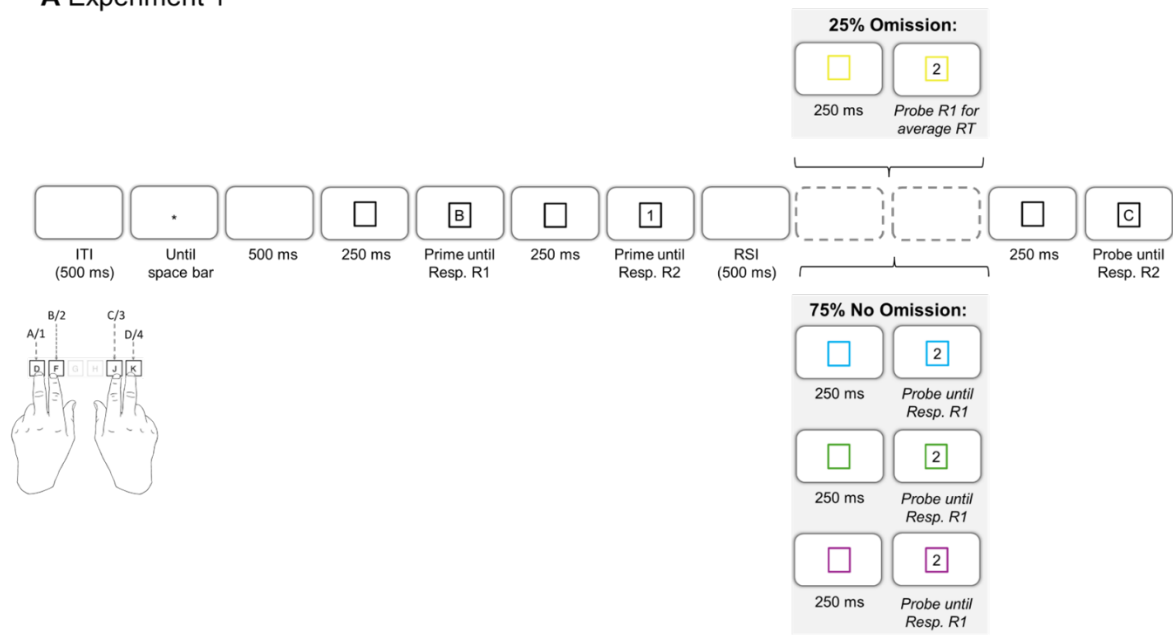 A Experiment 1
25% Omission:
2
250 ms
Probe R1 for
average RT
*
B
1
C
ITI
(500 ms)
Until
space bar
500 ms
250 ms
Prime until
Resp. R1
250 ms
Prime until
Resp. R2
RSI
(500 ms)
250 ms
Probe until
Resp. R2
B/2
C/3
A/1
D/4
D F G H J K
75% No Omission:
2
250 ms
Probe until
Resp. R1
2
250 ms
Probe until
Resp. R1
2
250 ms
Probe until
Resp. R1